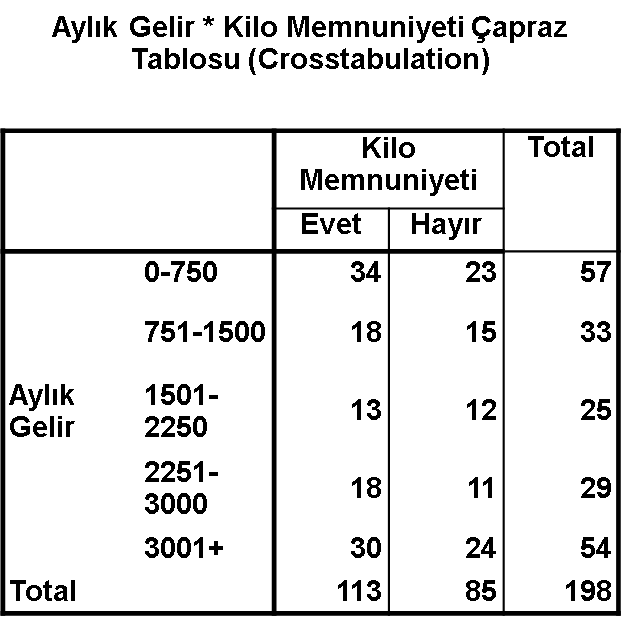 Aylık Gelir * Kilo Memnuniyeti Çapraz
Tablosu (Crosstabulation)
Kilo
Memnuniyeti
Total
Evet Hayır
0-750 34 23 57
751-1500 18 15 33
Aylık
Gelir
1501-
2250
13 12 25
2251-
3000
18 11 29
3001+ 30 24 54
Total 113 85 198